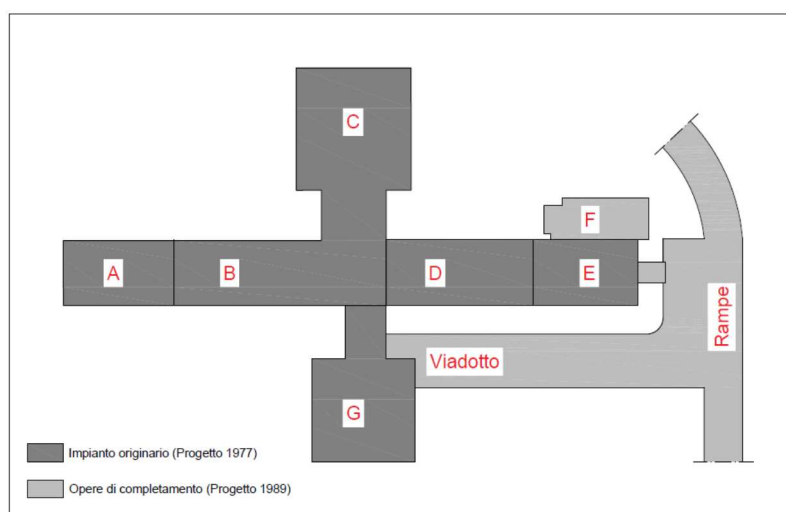 C
F
A
B
D
E
Rampe
Viadotto
G
Impianto originario (Progetto 1977)
Opere di completamento (Progetto 1989)